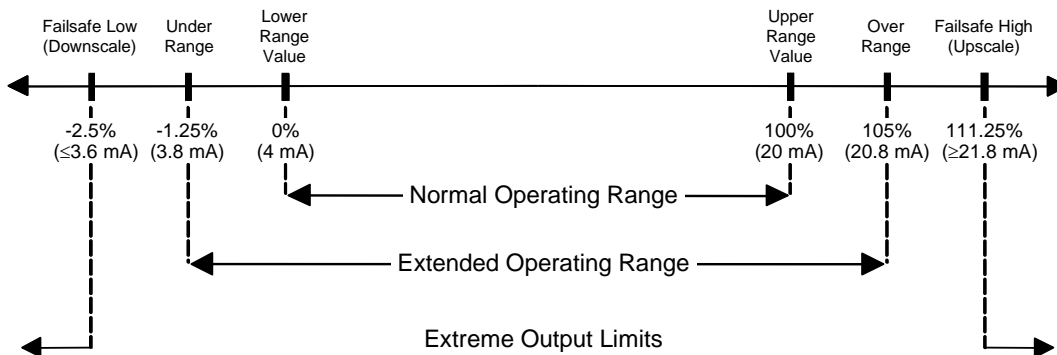 Failsafe Low
(Downscale)
Under
Range
Lower
Range
Value
Upper
Range
Value
Over
Range
Failsafe High
(Upscale)
-2.5%
(≤3.6 mA)
-1.25%
(3.8 mA)
0%
(4 mA)
100%
(20 mA)
105%
(20.8 mA)
111.25%
(≥21.8 mA)
Normal Operating Range
Extended Operating Range
Extreme Output Limits